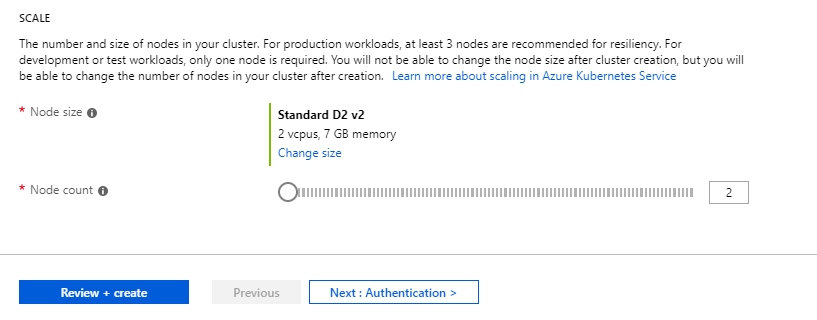 SCALE
The number and size of nodes in your cluster. For production workloads, at least 3 nodes are recommended for resiliency. For
development or test workloads, only one node is required. You will not be able to change the node size after cluster creation, but you will
be able to change the number of nodes in your cluster after creation. Learn more about scaling in Azure Kubernetes Service
* Node size
Standard D2 v2
2 vcpus, 7 GB memory
Change size
* Node count
2
Review + create
Previous
Next : Authentication >